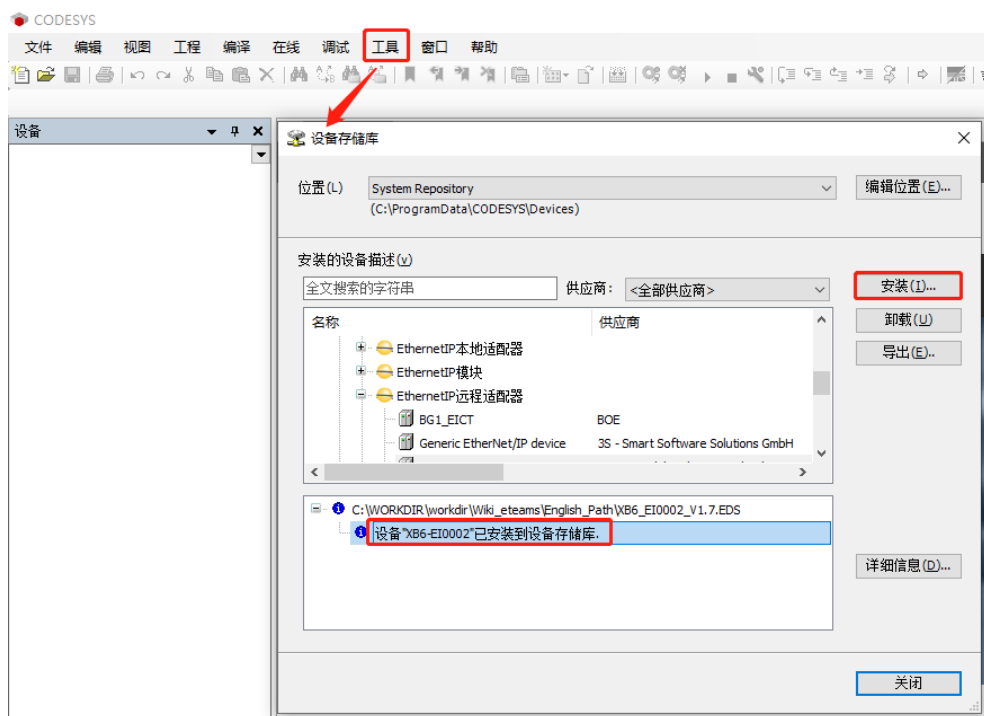 CODESYS
文件 编辑 视图 工程 编译 在线 调试 工具 窗口 帮助
设备
设备存储库
位置(L) System Repository 编辑位置(E)...
(C:\ProgramData\CODESYS\Devices)
安装的设备描述(v)
全文搜索的字符串 供应商: <全部供应商> 安装(I)...
名称 供应商 卸载(U)
EthernetIP本地适配器 导出(E)..
EthernetIP模块
EthernetIP远程适配器
BG1_EICT BOE
Generic EtherNet/IP device 3S - Smart Software Solutions GmbH
C:\WORKDIR\workdir\Wiki_eteams\English_Path\XB6_EI0002_V1.7.EDS
设备"XB6-EI0002"已安装到设备存储库.
详细信息(D)...
关闭